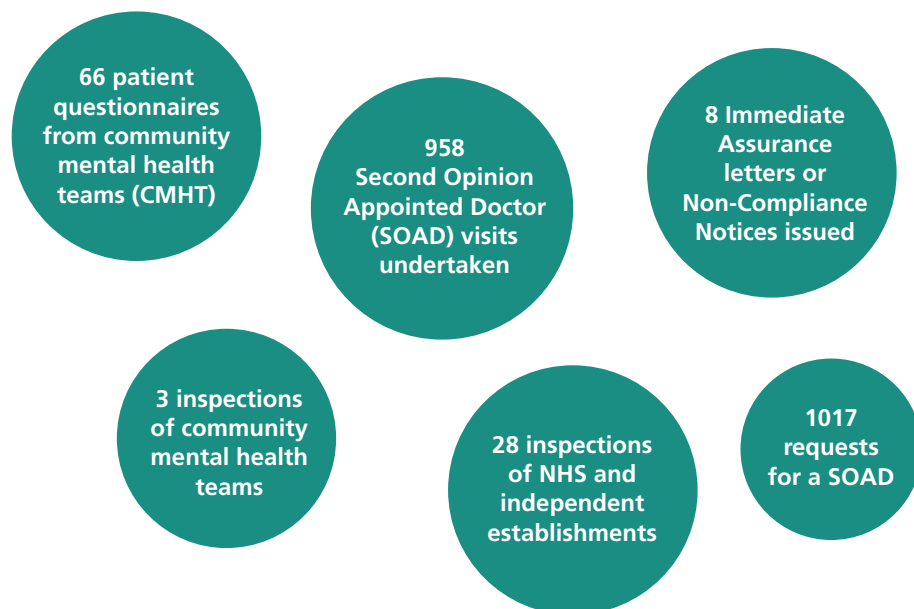 66 patient
questionnaires
from community
mental health
teams (CMHT)
958
Second Opinion
Appointed Doctor
(SOAD) visits
undertaken
8 Immediate
Assurance
letters or
Non-Compliance
Notices issued
3 inspections
of community
mental health
teams
28 inspections
of NHS and
independent
establishments
1017
requests
for a SOAD